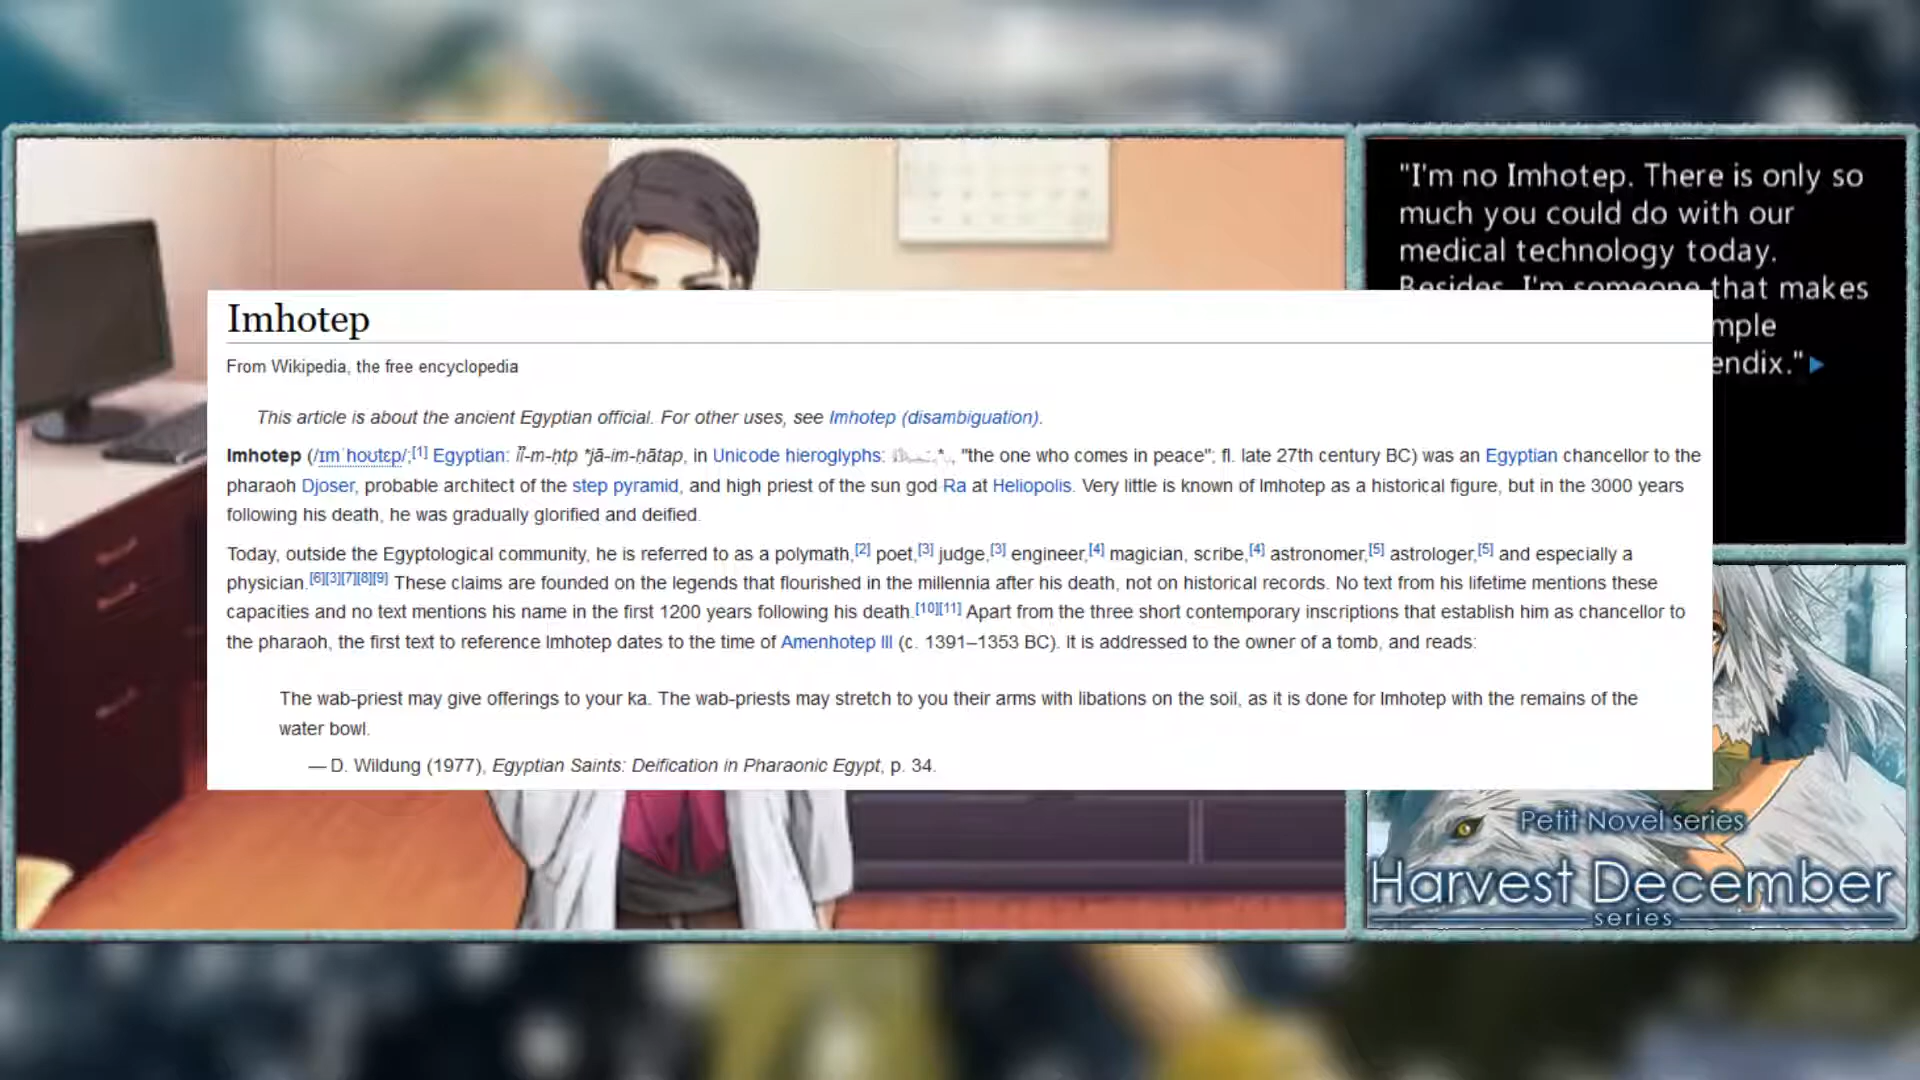 "I'm no Imhotep. There is only so
much you could do with our
medical technology today.
Besides, I'm someone that makes
mple
endix."
Imhotep
From Wikipedia, the free encyclopedia
This article is about the ancient Egyptian official. For other uses, see Imhotep (disambiguation).
Imhotep (/ɪmˈhoʊtɛp/;[1] Egyptian: ỉỉ-m-ḥtp *jā-im-ḥātap, in Unicode hieroglyphs: "the one who comes in peace"; fl. late 27th century BC) was an Egyptian chancellor to the
pharaoh Djoser, probable architect of the step pyramid, and high priest of the sun god Ra at Heliopolis. Very little is known of Imhotep as a historical figure, but in the 3000 years
following his death, he was gradually glorified and deified.
Today, outside the Egyptological community, he is referred to as a polymath,[2] poet,[3] judge,[3] engineer,[4] magician, scribe,[4] astronomer,[5] astrologer,[5] and especially a
physician.[6][3][7][8][9] These claims are founded on the legends that flourished in the millennia after his death, not on historical records. No text from his lifetime mentions these
capacities and no text mentions his name in the first 1200 years following his death.[10][11] Apart from the three short contemporary inscriptions that establish him as chancellor to
the pharaoh, the first text to reference Imhotep dates to the time of Amenhotep III (c. 1391–1353 BC). It is addressed to the owner of a tomb, and reads:
The wab-priest may give offerings to your ka. The wab-priests may stretch to you their arms with libations on the soil, as it is done for Imhotep with the remains of the
water bowl.
— D. Wildung (1977), Egyptian Saints: Deification in Pharaonic Egypt, p. 34.
Petit Novel series
Harvest December
series